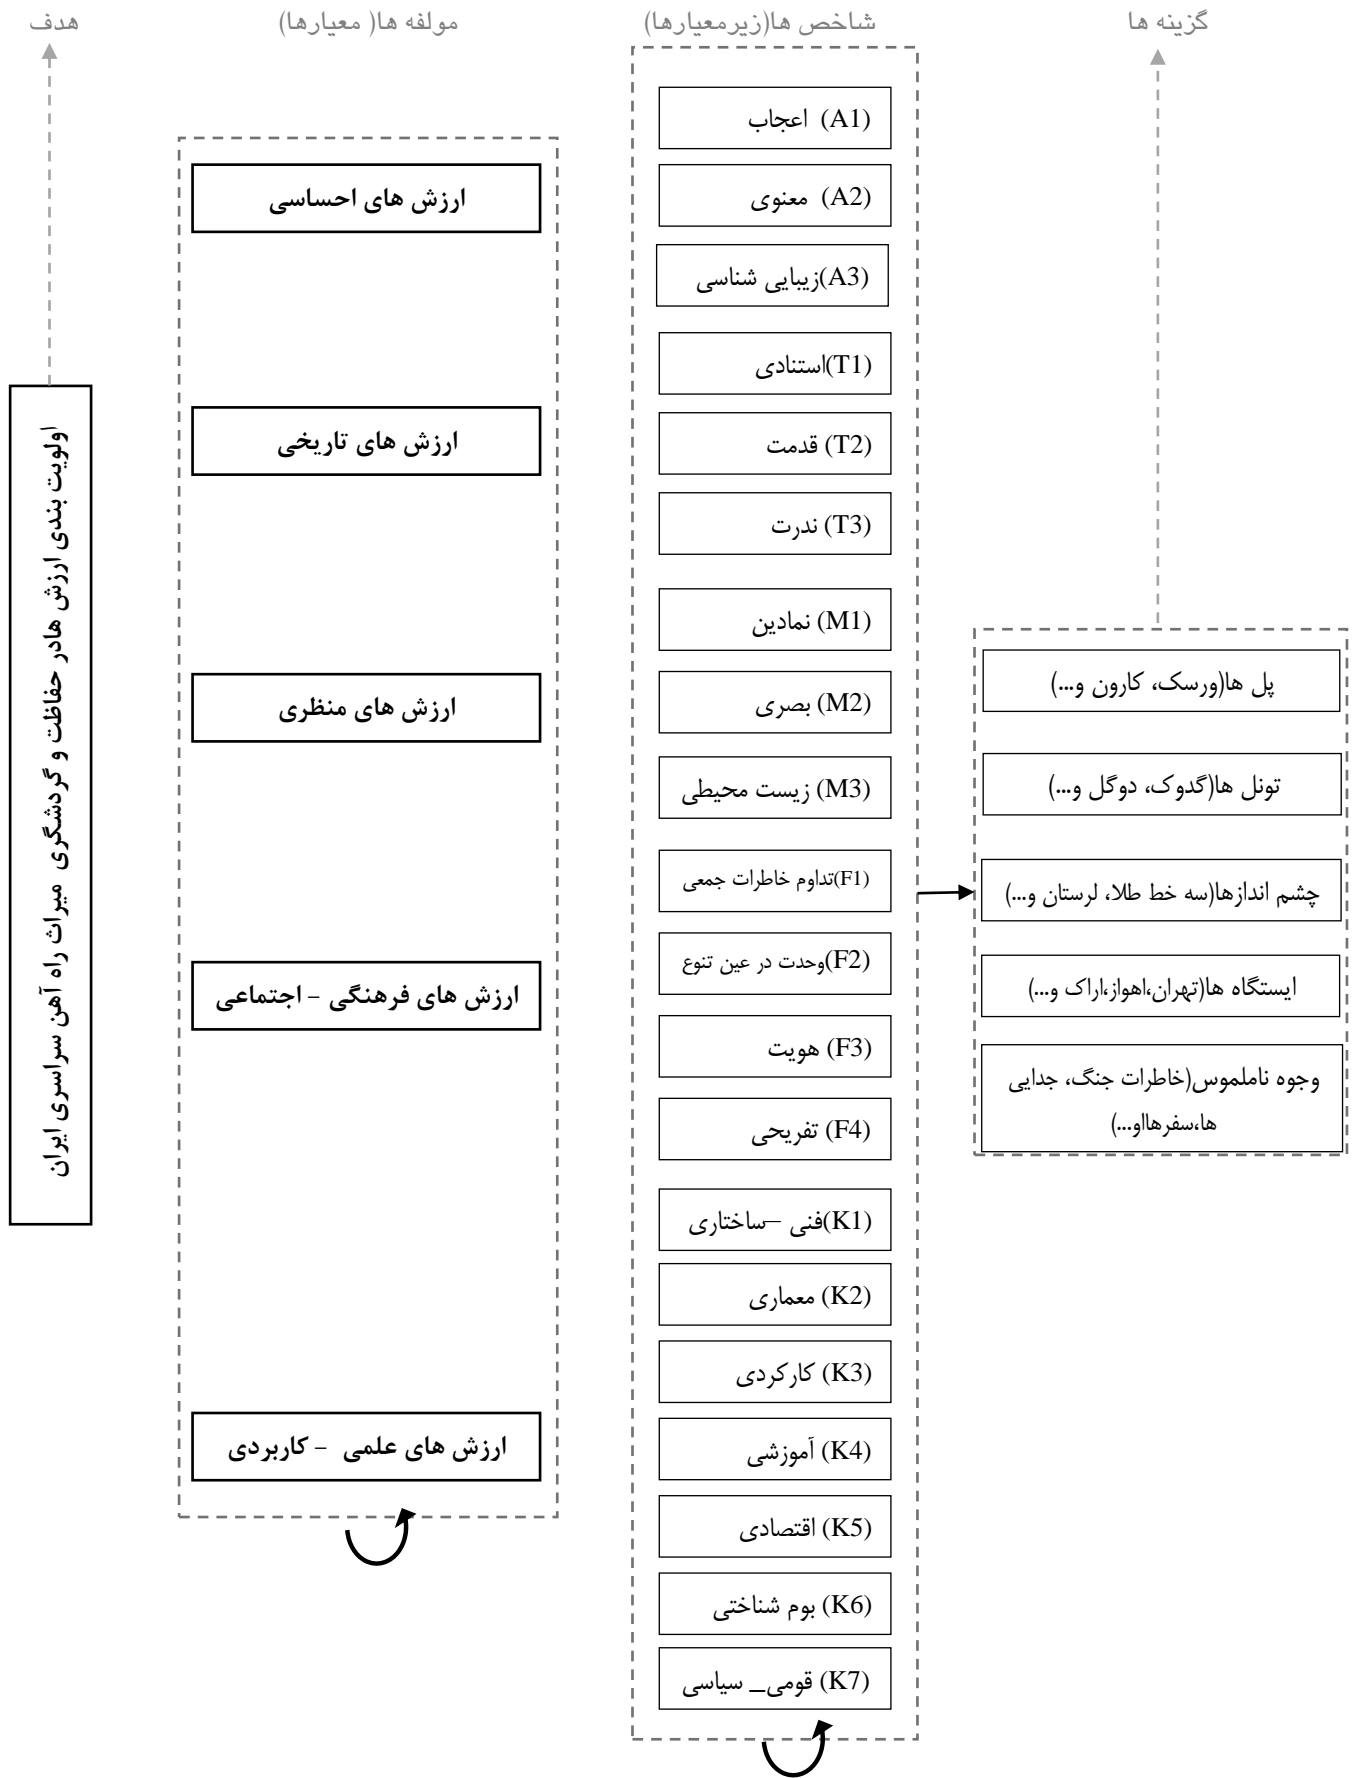 هدف
مولفه ها( معیارها)
شاخص ها(زیرمعیارها)
گزینه ها
اولویت بندی ارزش هادر حفاظت و گردشگری میراث راه آهن سراسری ایران
ارزش های احساسی
ارزش های تاریخی
ارزش های منظری
ارزش های فرهنگی - اجتماعی
ارزش های علمی - کاربردی
(A1) اعجاب
(A2) معنوی
(A3)زیبایی شناسی
(T1)استنادی
(T2) قدمت
(T3) ندرت
(M1) نمادین
(M2) بصری
(M3) زیست محیطی
(F1)تداوم خاطرات جمعی
(F2)وحدت در عین تنوع
(F3) هویت
(F4) تفریحی
(K1)فنی –ساختاری
(K2) معماری
(K3) کارکردی
(K4) آموزشی
(K5) اقتصادی
(K6) بوم شناختی
(K7) قومی_ سیاسی
پل ها(ورسک، کارون و...)
تونل ها(گدوک، دوگل و...)
چشم اندازها(سه خط طلا، لرستان و...)
ایستگاه ها(تهران،اهواز،اراک و...)
وجوه ناملموس(خاطرات جنگ، جدایی
ها،سفرهااو...)